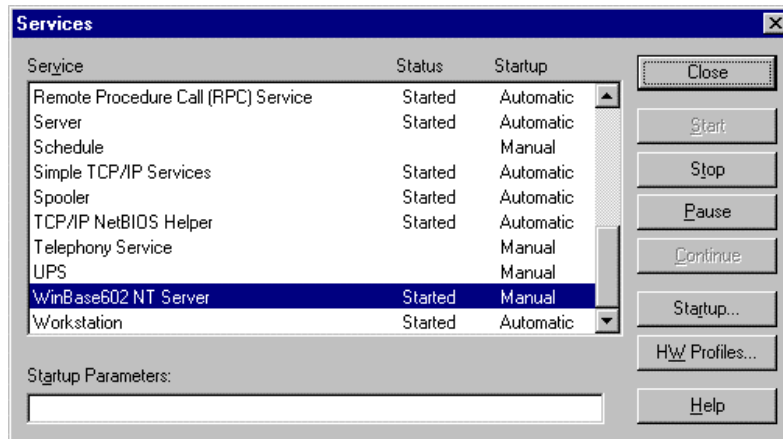 Services
Service Status Startup
Remote Procedure Call (RPC) Service Started Automatic
Server Started Automatic
Schedule Manual
Simple TCP/IP Services Started Automatic
Spooler Started Automatic
TCP/IP NetBIOS Helper Started Automatic
Telephony Service Manual
UPS Manual
WinBase602 NT Server Started Manual
Workstation Started Automatic
Startup Parameters:
Close
Start
Stop
Pause
Continue
Startup...
HW Profiles...
Help